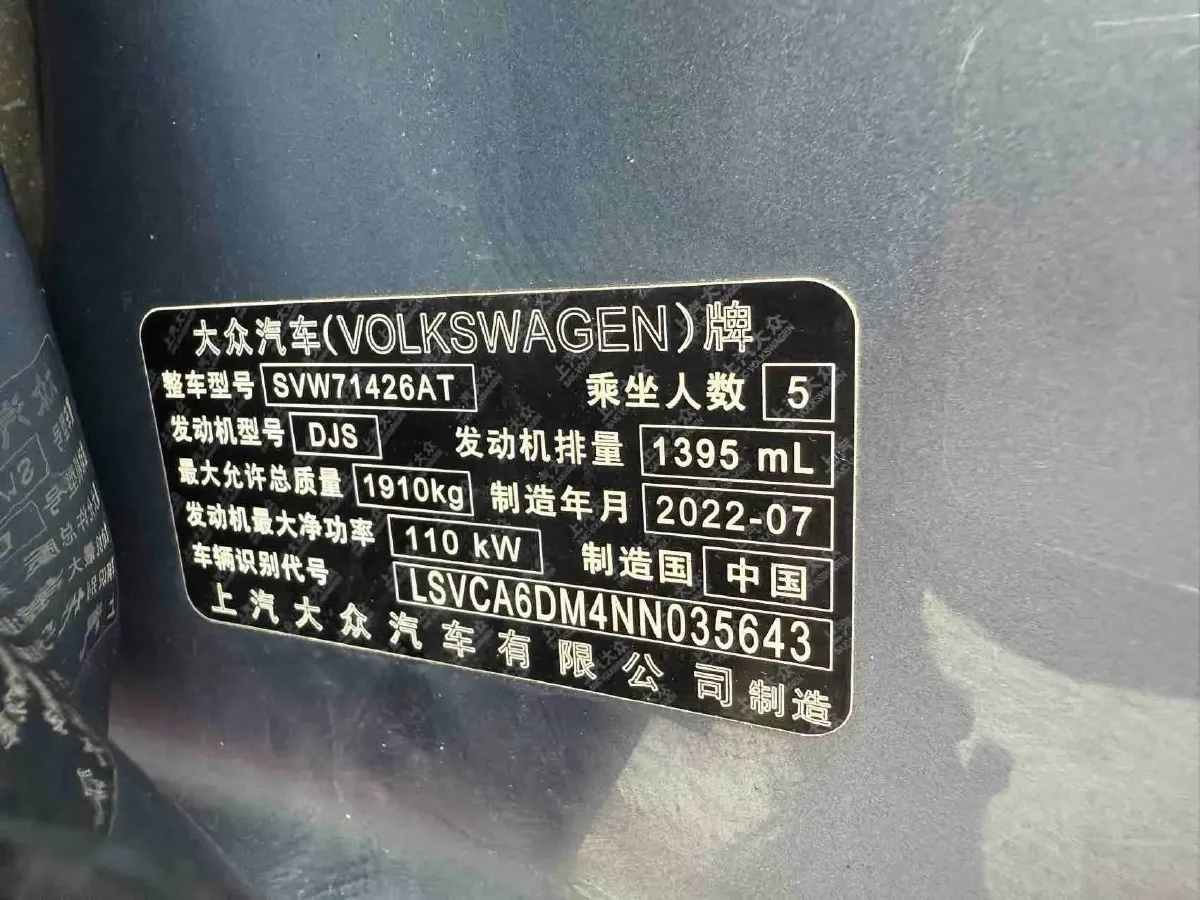 大众汽车(VOLKSWAGEN)牌
整车型号 SVW71426AT 乘坐人数 5
发动机型号 DJS 发动机排量 1395 mL
最大允许总质量 1910kg 制造年月 2022-07
发动机最大净功率 110 kW 制造国 中国
车辆识别代号 LSVCA6DM4NN035643
上汽大众汽车有限公司制造